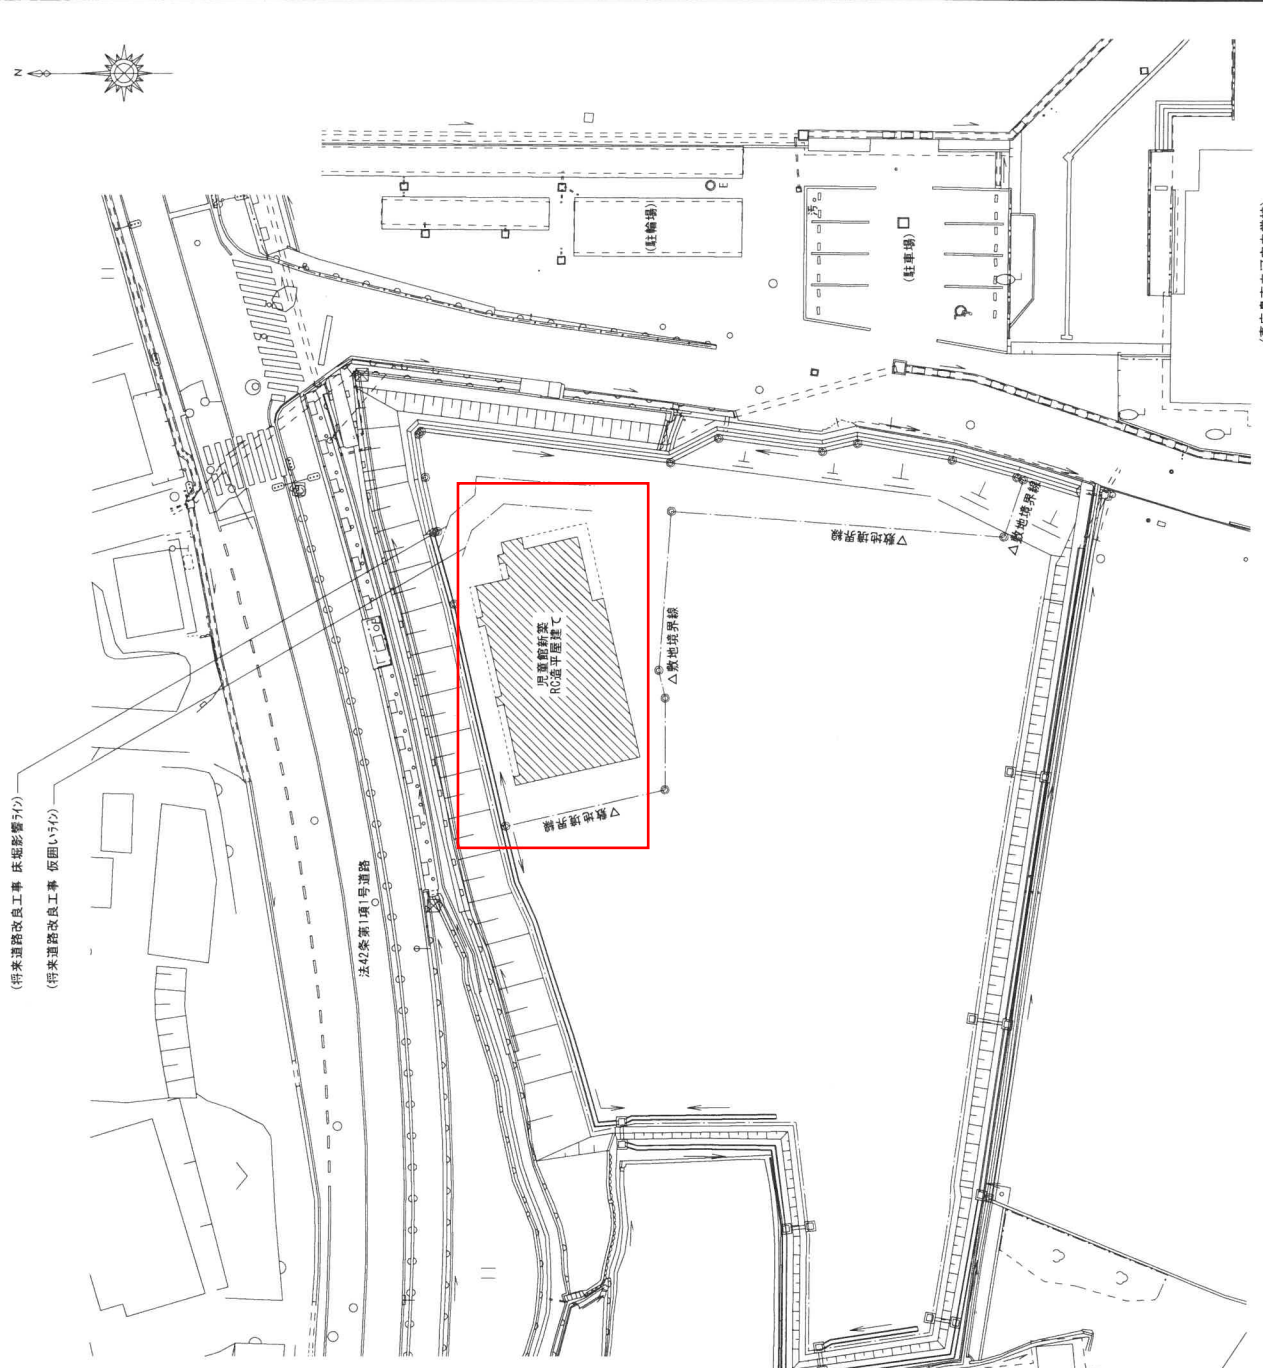 N
(将来道路改良工事 床堀影響ライン)
(将来道路改良工事 仮囲いライン)
法42条第1項1号道路
児童館新築
RC造平屋建て
▽敷地境界線
△敷地境界線
▽敷地境界線
△敷地境界線
(駐輪場)
(駐車場)
汚
E